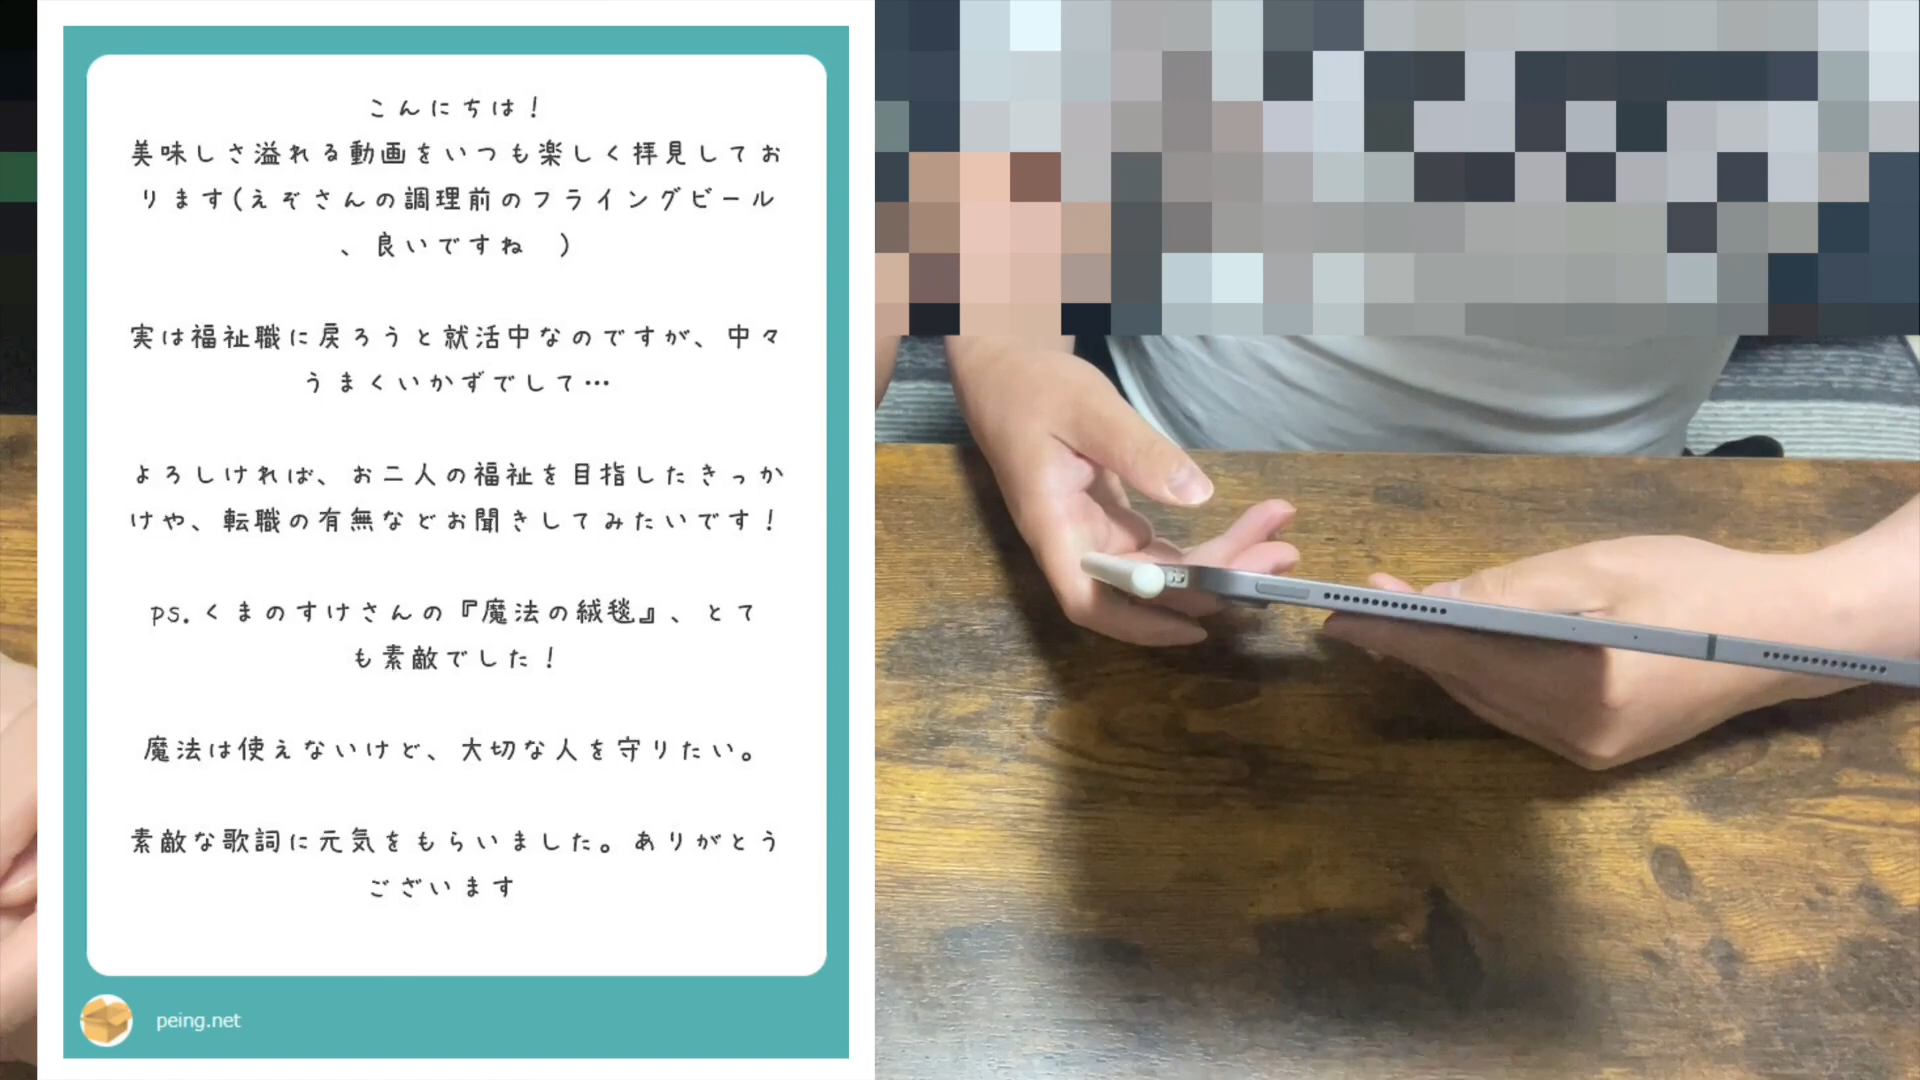 こんにちは！
美味しさ溢れる動画をいつも楽しく拝見してお
ります(えぞさんの調理前のフライングビール
、良いですね　)
実は福祉職に戻ろうと就活中なのですが、中々
うまくいかずでして…
よろしければ、お二人の福祉を目指したきっか
けや、転職の有無などお聞きしてみたいです！
ps.くまのすけさんの『魔法の絨毯』、とて
も素敵でした！
魔法は使えないけど、大切な人を守りたい。
素敵な歌詞に元気をもらいました。ありがとう
ございます
peing.net